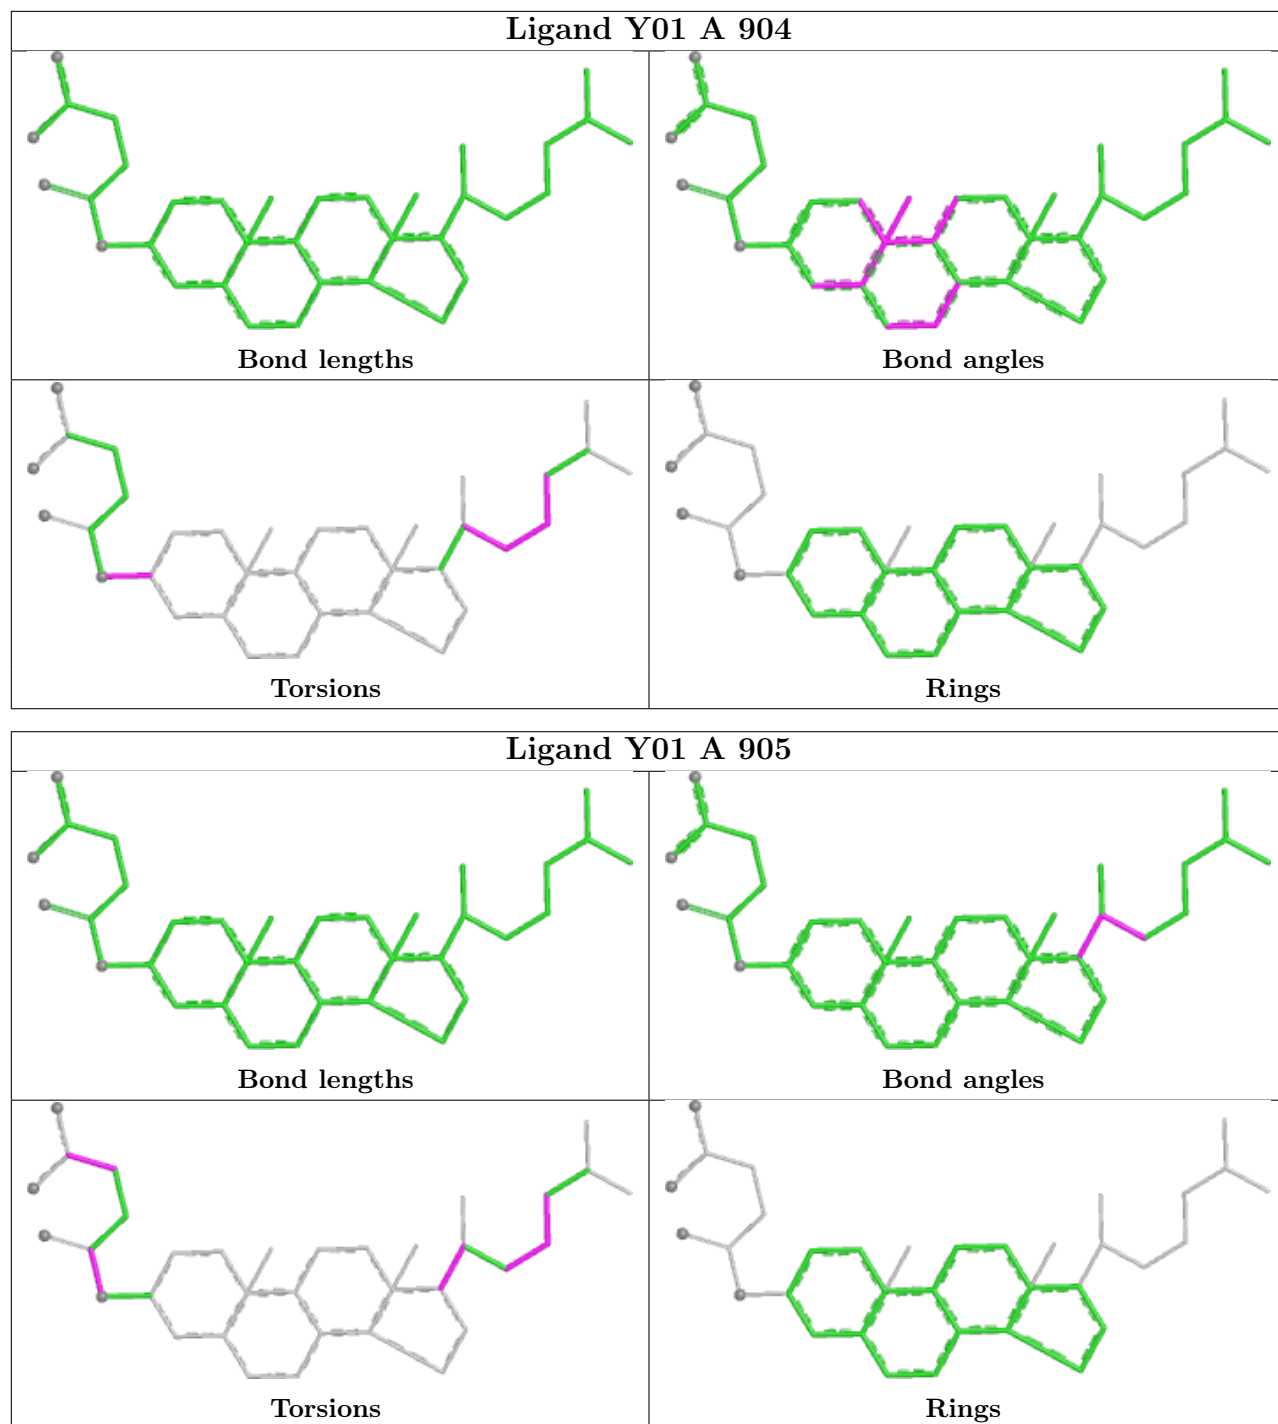 Ligand Y01 A 904
Bond lengths
Bond angles
Torsions
Rings
Ligand Y01 A 905
Bond lengths
Bond angles
Torsions
Rings